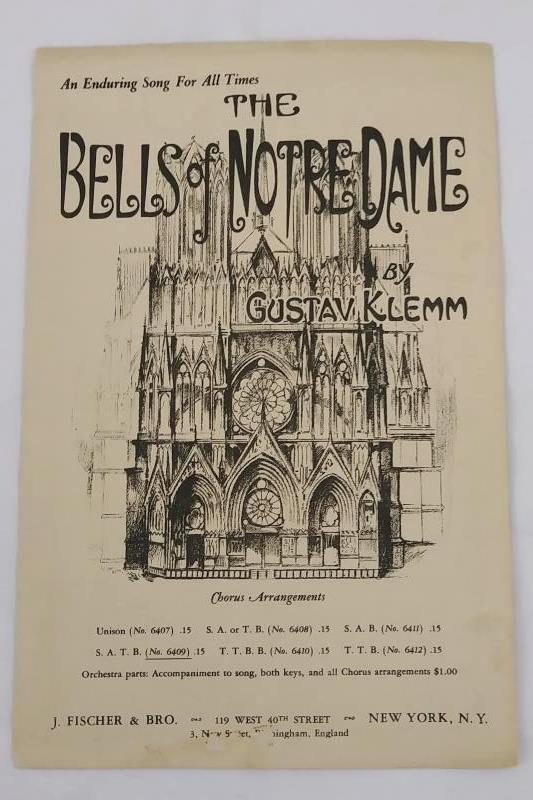 An Enduring Song For All Times
THE
BELLS of NOTRE-DAME
BY
GUSTAV KLEMM
Chorus Arrangements
Unison (No. 6407) .15 S. A. or T. B. (No. 6408) .15 S. A. B. (No. 6411) .15
S. A. T. B. (No. 6409) .15 T. T. B. B. (No. 6410) .15 T. T. B. (No. 6412) .15
Orchestra parts: Accompaniment to song, both keys, and all Chorus arrangements $1.00
J. FISCHER & BRO. 119 WEST 40TH STREET NEW YORK, N. Y.
3, England